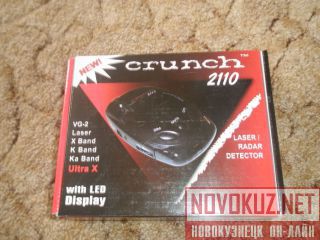 NEW!
crunch™
2110
VG-2
Laser
X Band
K Band
Ka Band
Ultra X
with LED
Display
LASER /
RADAR
DETECTOR
NOVOKUZ.NET
НОВОКУЗНЕЦК ОН-ЛАЙН